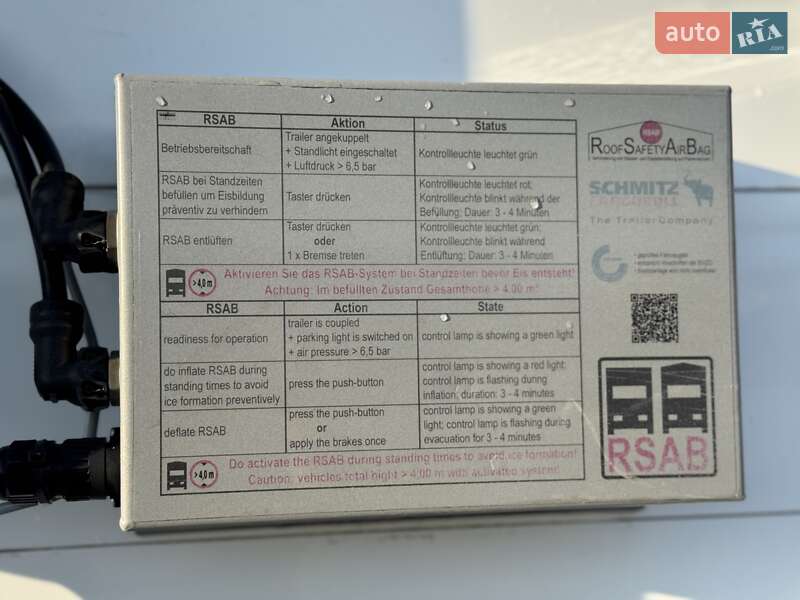 auto RIA .com
RSAB Aktion Status
Betriebsbereitschaft
Trailer angekuppelt
+ Standlicht eingeschaltet
+ Luftdruck > 6,5 bar
Kontrollleuchte leuchtet grün
RSAB bei Standzeiten
befüllen um Eisbildung
präventiv zu verhindern
Taster drücken
Kontrollleuchte leuchtet rot,
Kontrollleuchte blinkt während der
Befüllung: Dauer: 3 - 4 Minuten
RSAB entlüften
Taster drücken
oder
1 x Bremse treten
Kontrollleuchte leuchtet grün;
Kontrollleuchte blinkt während
Entlüftung; Dauer: 3 - 4 Minuten
>4,0 m
Aktivieren Sie das RSAB-System bei Standzeiten bevor Eis entsteht!
Achtung: Im befüllten Zustand Gesamthöhe > 4,00 m!
RSAB Action State
readiness for operation
trailer is coupled
+ parking light is switched on
+ air pressure > 6,5 bar
control lamp is showing a green light
do inflate RSAB during
standing times to avoid
ice formation preventively
press the push-button
control lamp is showing a red light;
control lamp is flashing during
inflation; duration: 3 - 4 minutes
deflate RSAB
press the push-button
or
apply the brakes once
control lamp is showing a green
light; control lamp is flashing during
evacuation for 3 - 4 minutes
>4,0 m
Do activate the RSAB during standing times to avoid ice formation!
Caution: vehicles total hight > 4,00 m with activated system!
RSAB
ROOFSAFETYAIRBAG
SCHMITZ
CARGOBULL
The Trailer Company
RSAB